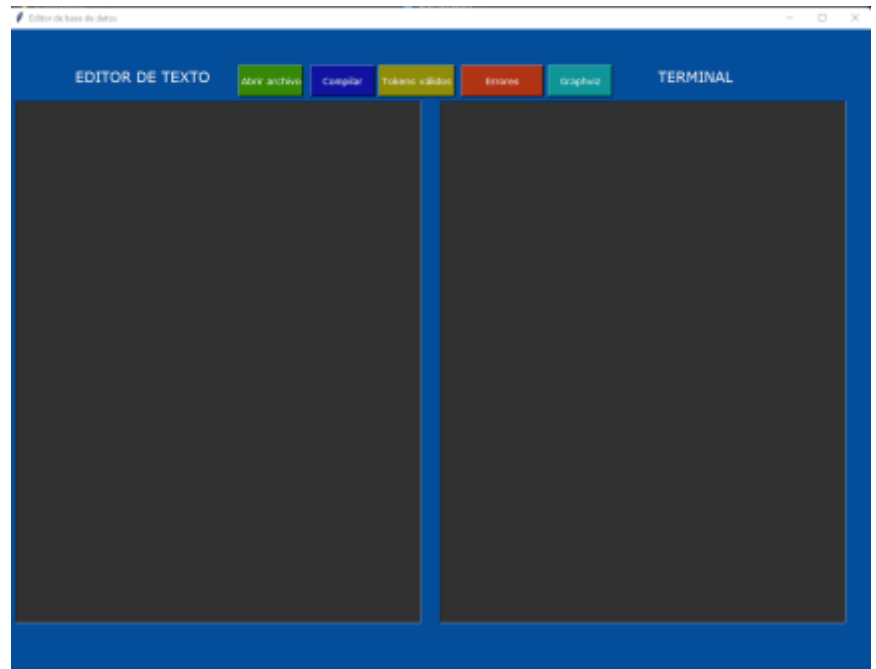 Editor de base de datos
EDITOR DE TEXTO
Abrir archivo
Compilar
Tokens válidos
Errores
Graphviz
TERMINAL